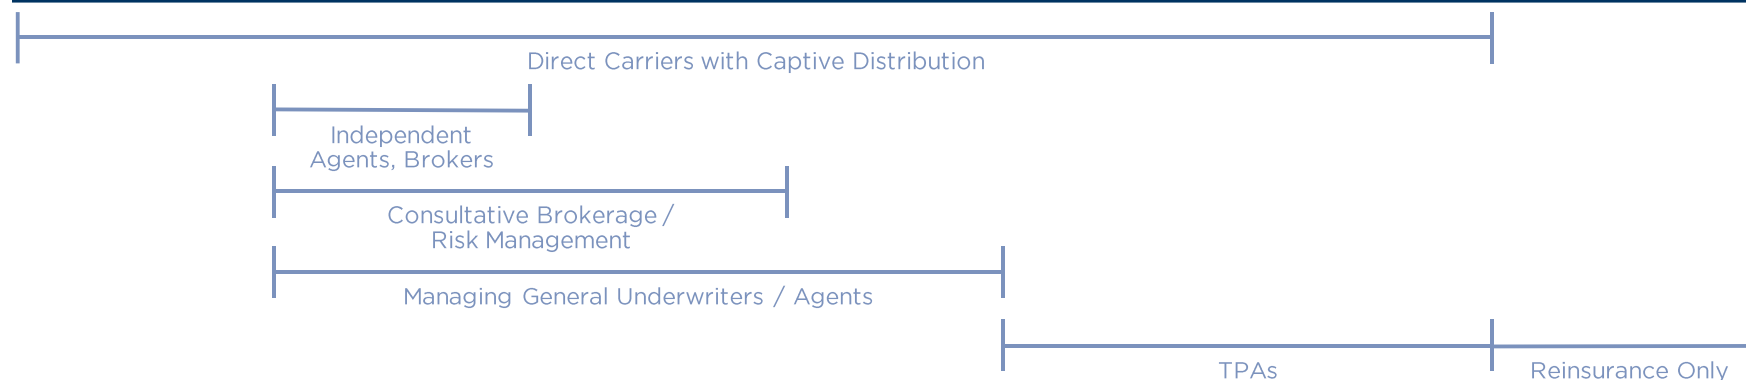 Direct Carriers with Captive Distribution
Independent
Agents, Brokers
Consultative Brokerage /
Risk Management
Managing General Underwriters / Agents
TPAs
Reinsurance Only